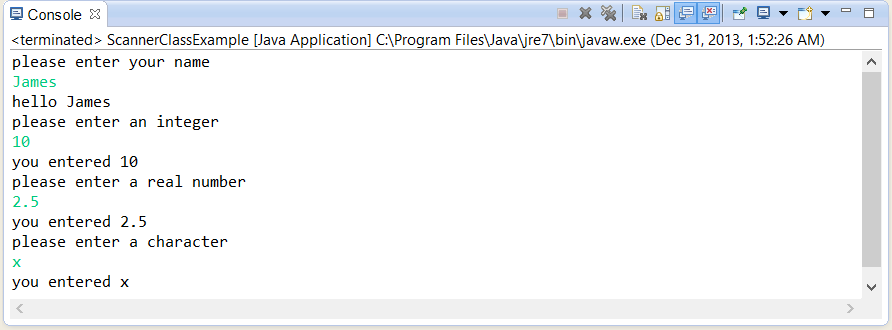 Console
<terminated> ScannerClassExample [Java Application] C:\Program Files\Java\jre7\bin\javaw.exe (Dec 31, 2013, 1:52:26 AM)
please enter your name
James
hello James
please enter an integer
10
you entered 10
please enter a real number
2.5
you entered 2.5
please enter a character
x
you entered x